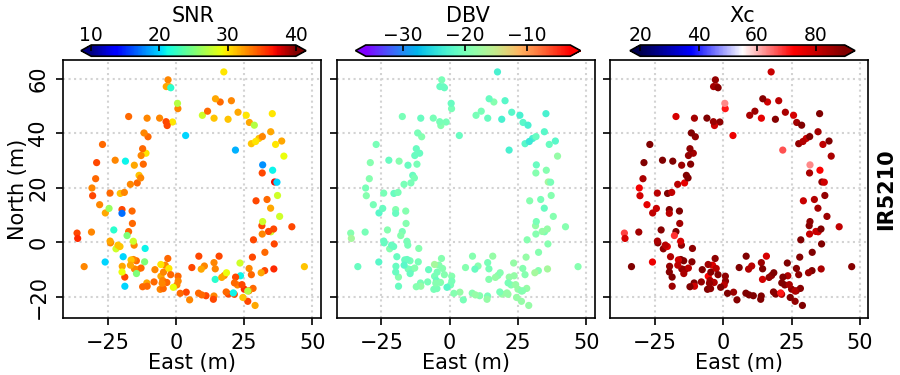 SNR DBV Xc
10 20 30 40 −30 −20 −10 20 40 60 80
60
40
20
0
−20
North (m)
IR5210
−25 0 25 50 −25 0 25 50 −25 0 25 50
East (m) East (m) East (m)